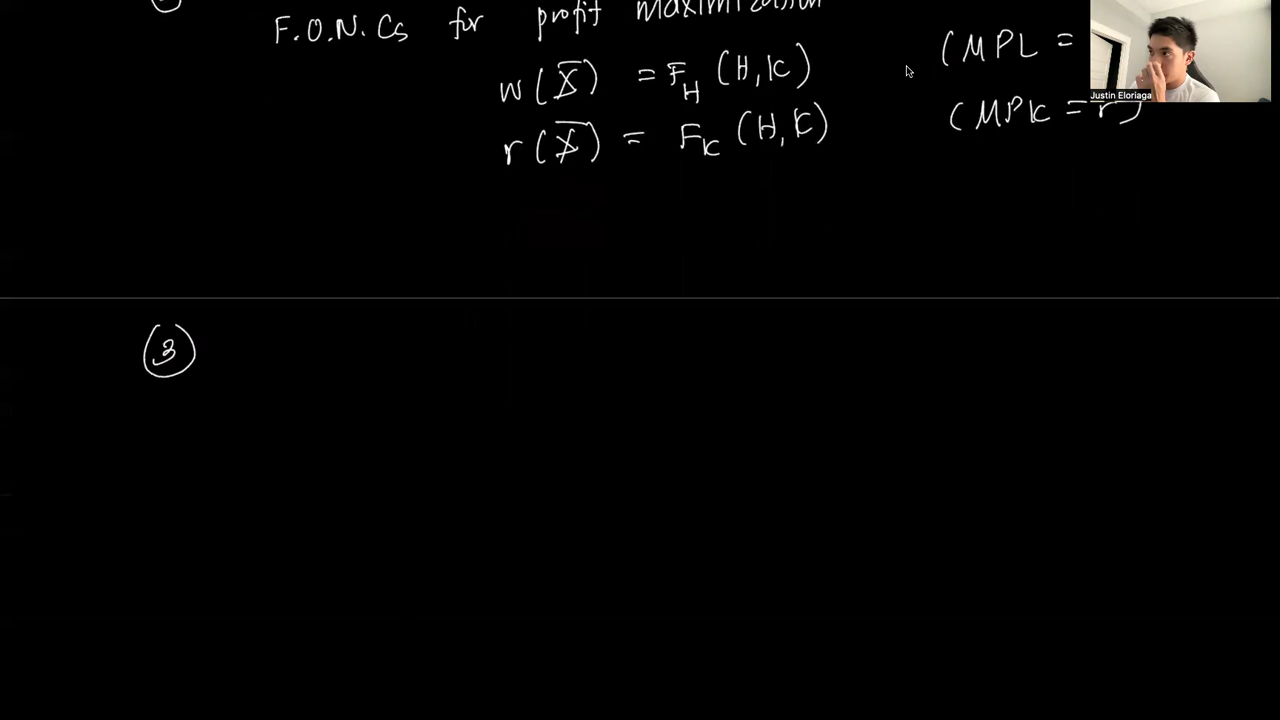 F.O.N.Cs for profit maximization
w(X̄) = F_H (H,K)
(MPL =
r(X̄) = F_K (H,K)
(MPK = r)
Justin Eloriaga
3